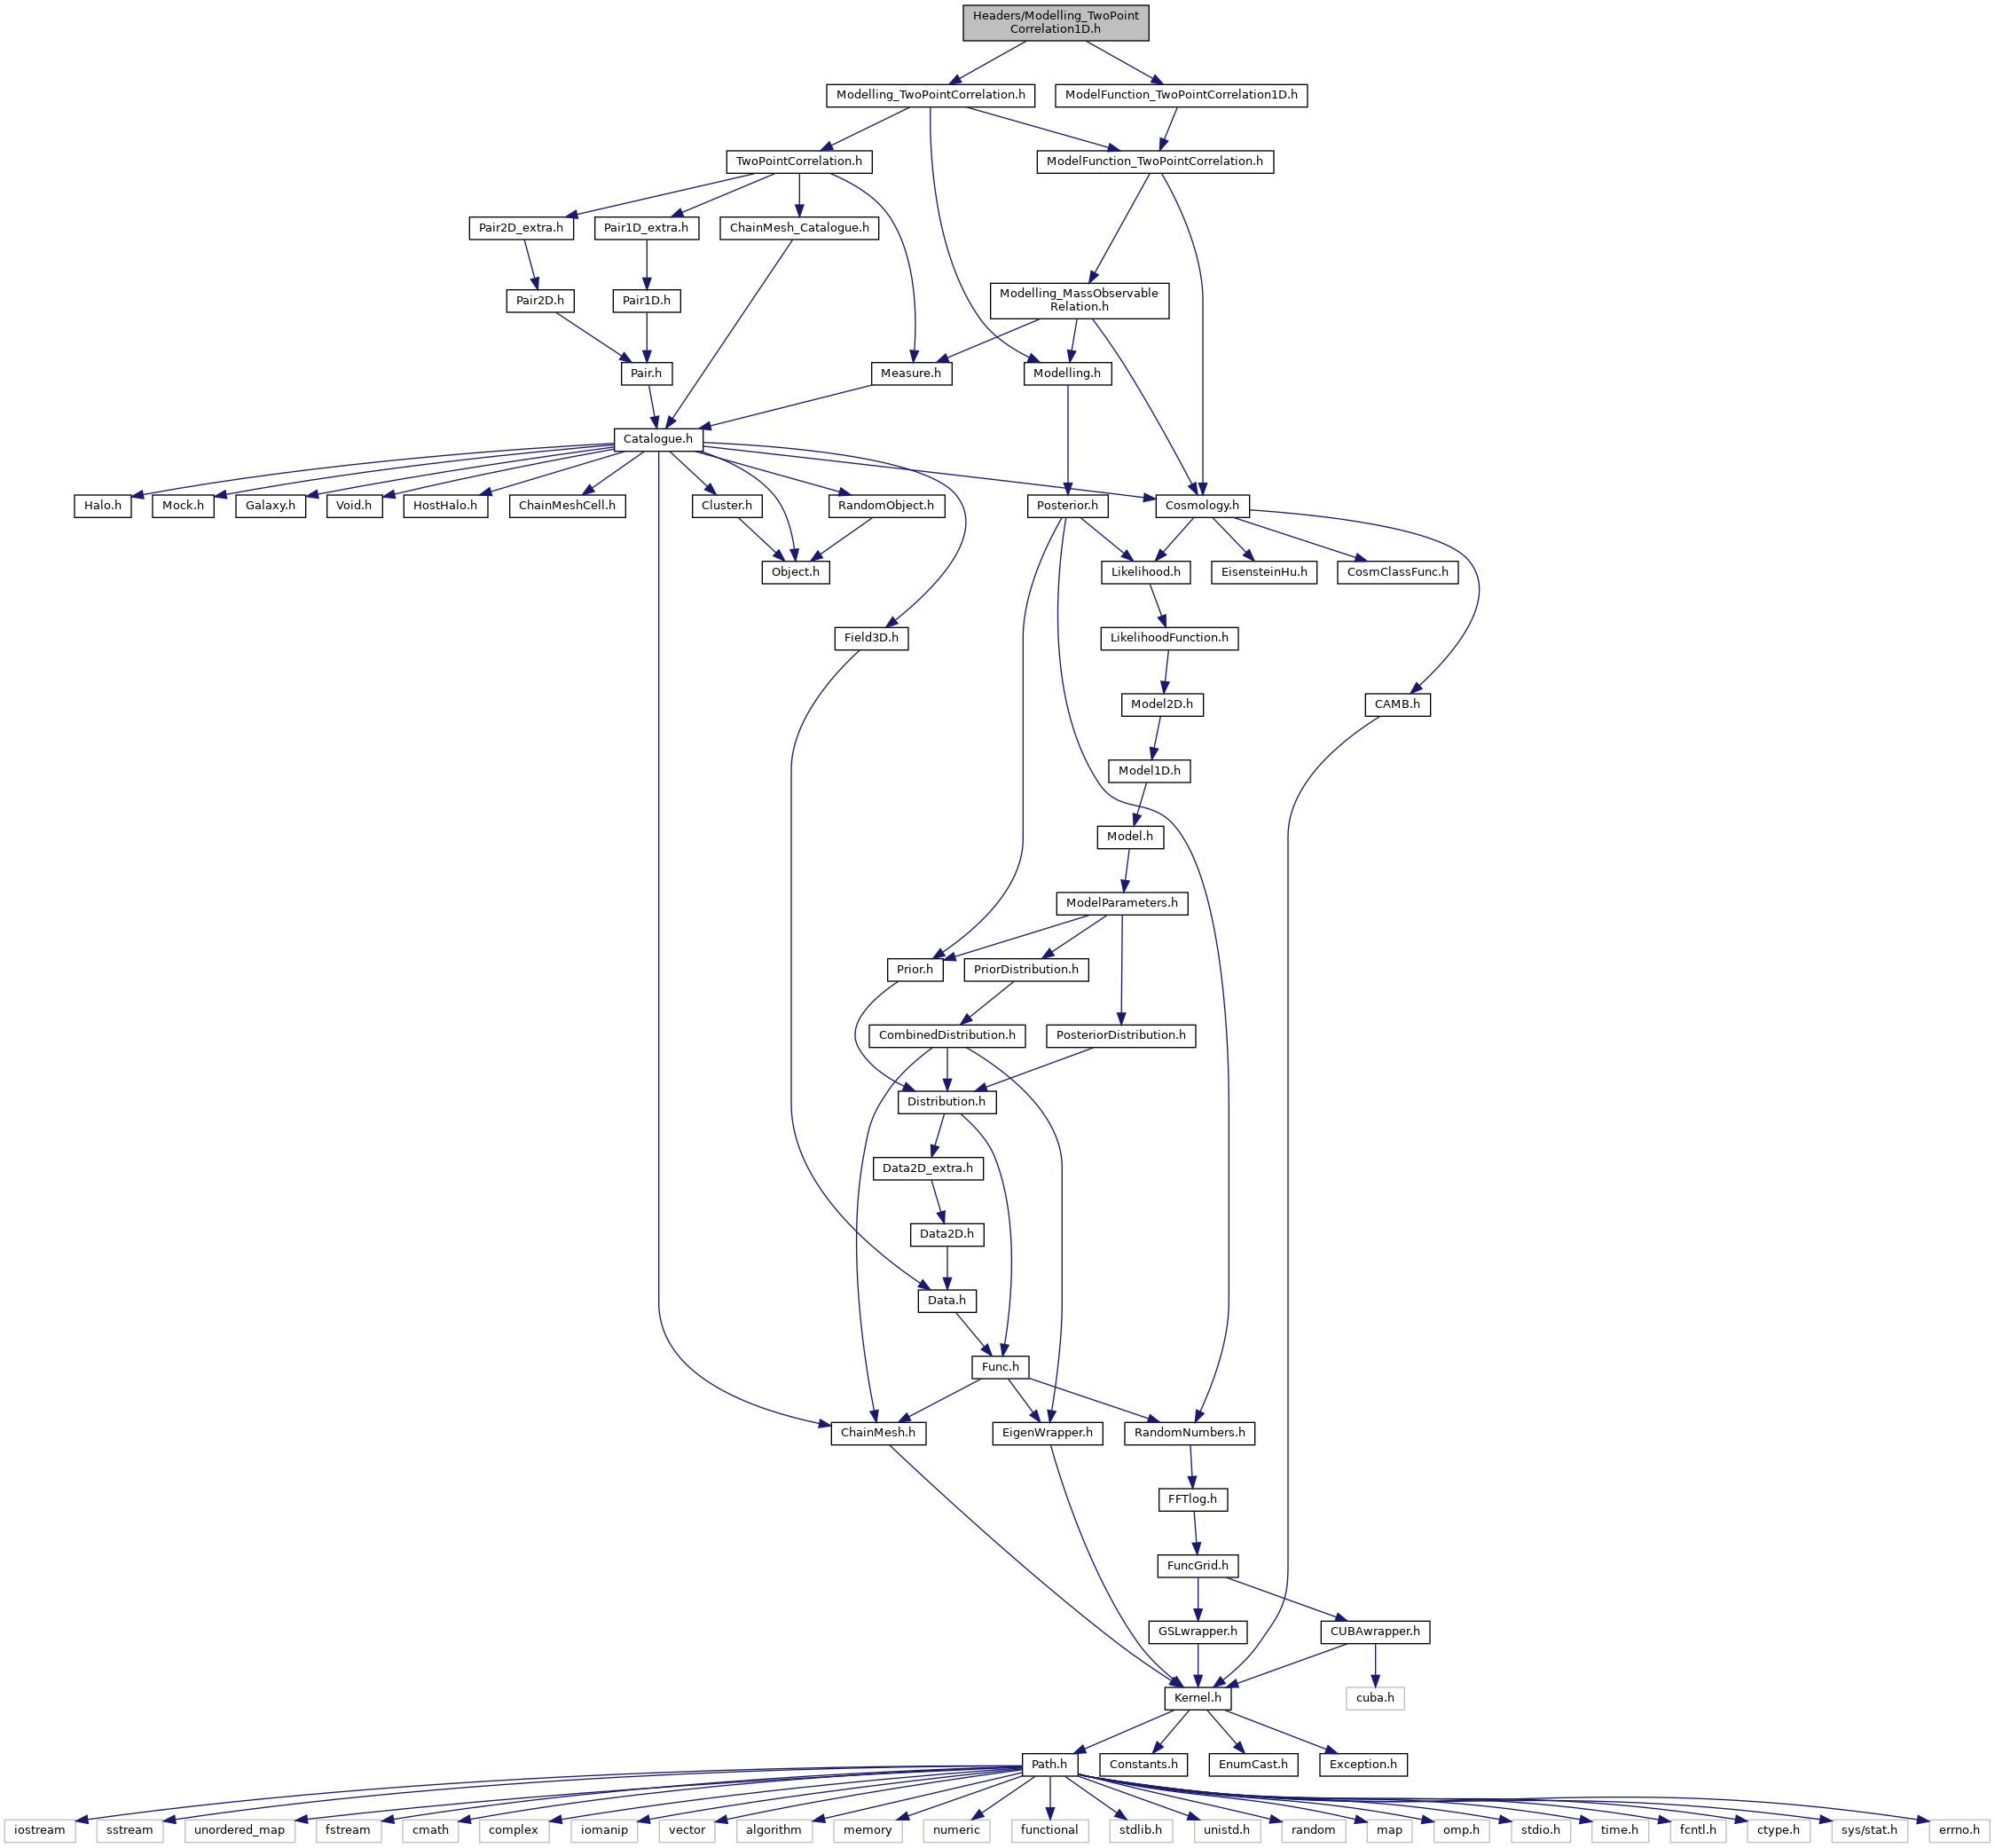 Headers/Modelling_TwoPoint
Correlation1D.h
Modelling_TwoPointCorrelation.h
ModelFunction_TwoPointCorrelation1D.h
TwoPointCorrelation.h
ModelFunction_TwoPointCorrelation.h
Pair2D_extra.h
Pair1D_extra.h
ChainMesh_Catalogue.h
Pair2D.h
Pair1D.h
Modelling_MassObservable
Relation.h
Pair.h
Measure.h
Modelling.h
Catalogue.h
Halo.h
Mock.h
Galaxy.h
Void.h
HostHalo.h
ChainMeshCell.h
Cluster.h
RandomObject.h
Posterior.h
Cosmology.h
Object.h
Likelihood.h
EisensteinHu.h
CosmClassFunc.h
Field3D.h
LikelihoodFunction.h
Model2D.h
CAMB.h
Model1D.h
Model.h
ModelParameters.h
Prior.h
PriorDistribution.h
CombinedDistribution.h
PosteriorDistribution.h
Distribution.h
Data2D_extra.h
Data2D.h
Data.h
Func.h
ChainMesh.h
EigenWrapper.h
RandomNumbers.h
FFTlog.h
FuncGrid.h
GSLwrapper.h
CUBAwrapper.h
Kernel.h
cuba.h
Path.h
Constants.h
EnumCast.h
Exception.h
iostream
sstream
unordered_map
fstream
cmath
complex
iomanip
vector
algorithm
memory
numeric
functional
stdlib.h
unistd.h
random
map
omp.h
stdio.h
time.h
fcntl.h
ctype.h
sys/stat.h
errno.h